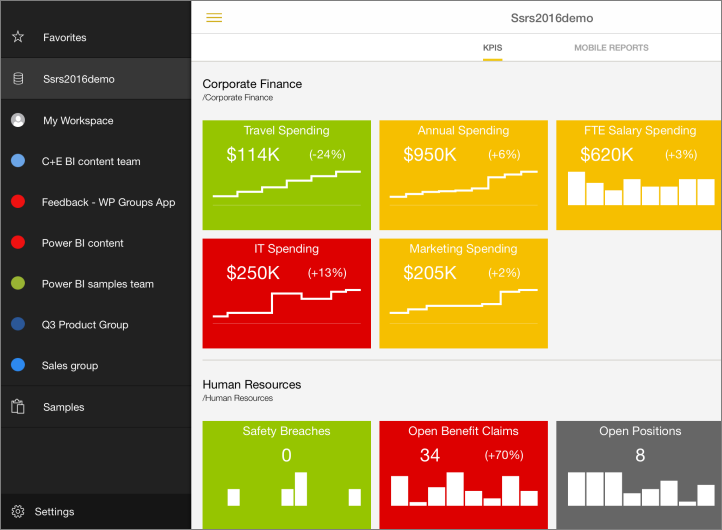 Favorites
Ssrs2016demo
My Workspace
C+E BI content team
Feedback - WP Groups App
Power BI content
Power BI samples team
Q3 Product Group
Sales group
Samples
Settings
Ssrs2016demo
KPIS MOBILE REPORTS
Corporate Finance
/Corporate Finance
Travel Spending
$114K (-24%)
Annual Spending
$950K (+6%)
FTE Salary Spending
$620K (+3%)
IT Spending
$250K (+13%)
Marketing Spending
$205K (+2%)
Human Resources
/Human Resources
Safety Breaches
0
Open Benefit Claims
34 (+70%)
Open Positions
8